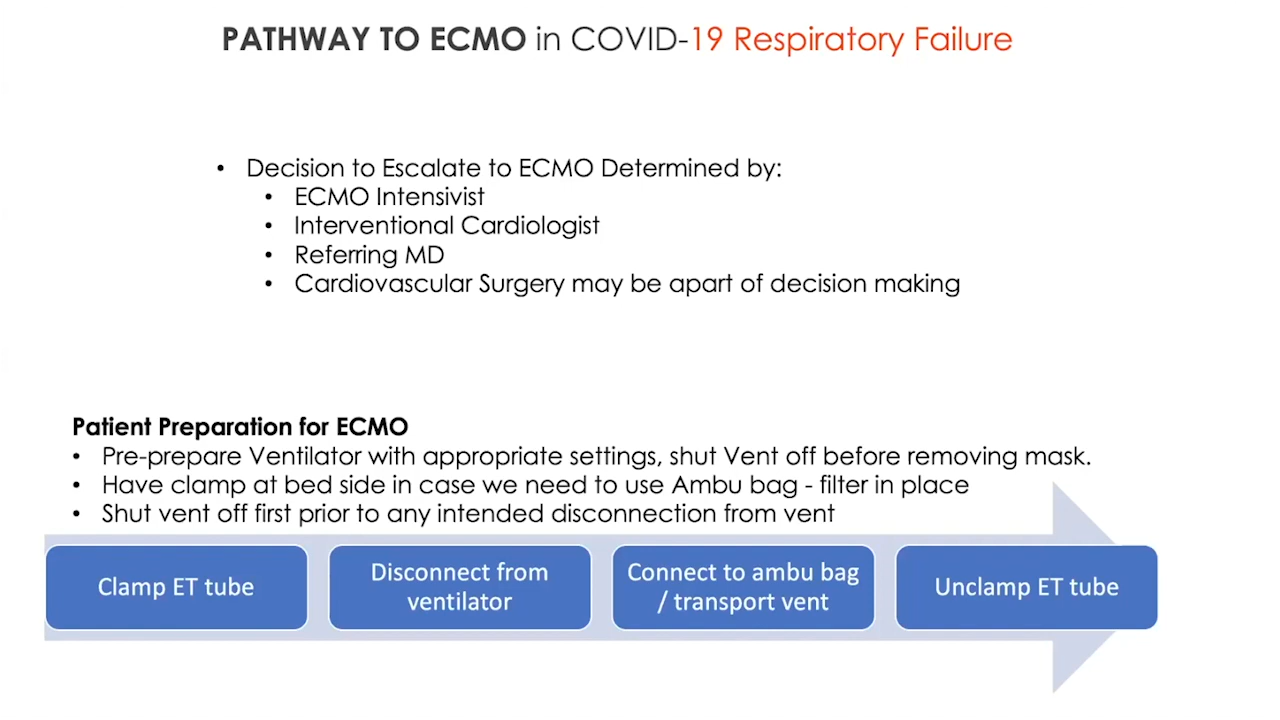 PATHWAY TO ECMO in COVID-19 Respiratory Failure
• Decision to Escalate to ECMO Determined by:
• ECMO Intensivist
• Interventional Cardiologist
• Referring MD
• Cardiovascular Surgery may be apart of decision making
Patient Preparation for ECMO
• Pre-prepare Ventilator with appropriate settings, shut Vent off before removing mask.
• Have clamp at bed side in case we need to use Ambu bag - filter in place
• Shut vent off first prior to any intended disconnection from vent
Clamp ET tube
Disconnect from
ventilator
Connect to ambu bag
/ transport vent
Unclamp ET tube